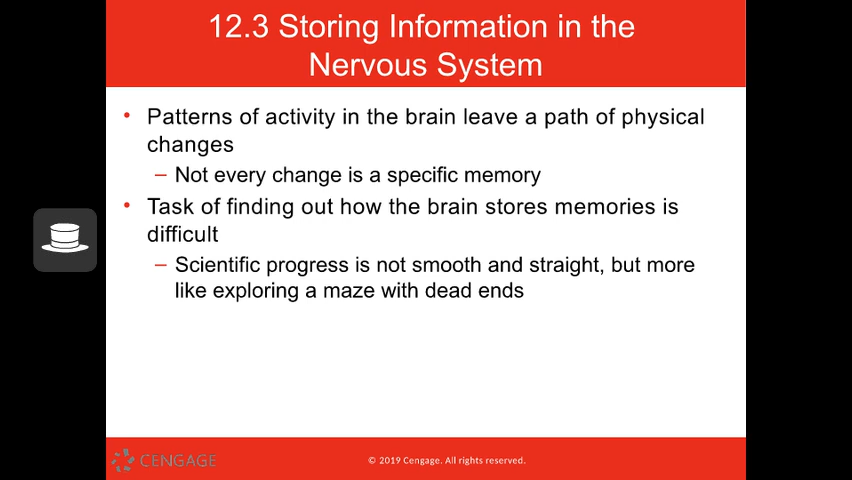 12.3 Storing Information in the
Nervous System
• Patterns of activity in the brain leave a path of physical
changes
– Not every change is a specific memory
• Task of finding out how the brain stores memories is
difficult
– Scientific progress is not smooth and straight, but more
like exploring a maze with dead ends
CENGAGE
© 2019 Cengage. All rights reserved.